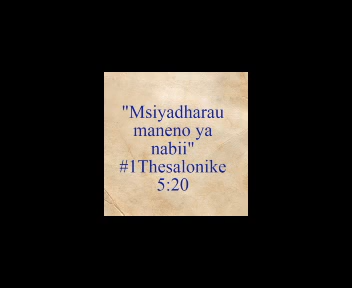 "Msiyadharau
maneno ya
nabii"
#1Thesalonike
5:20